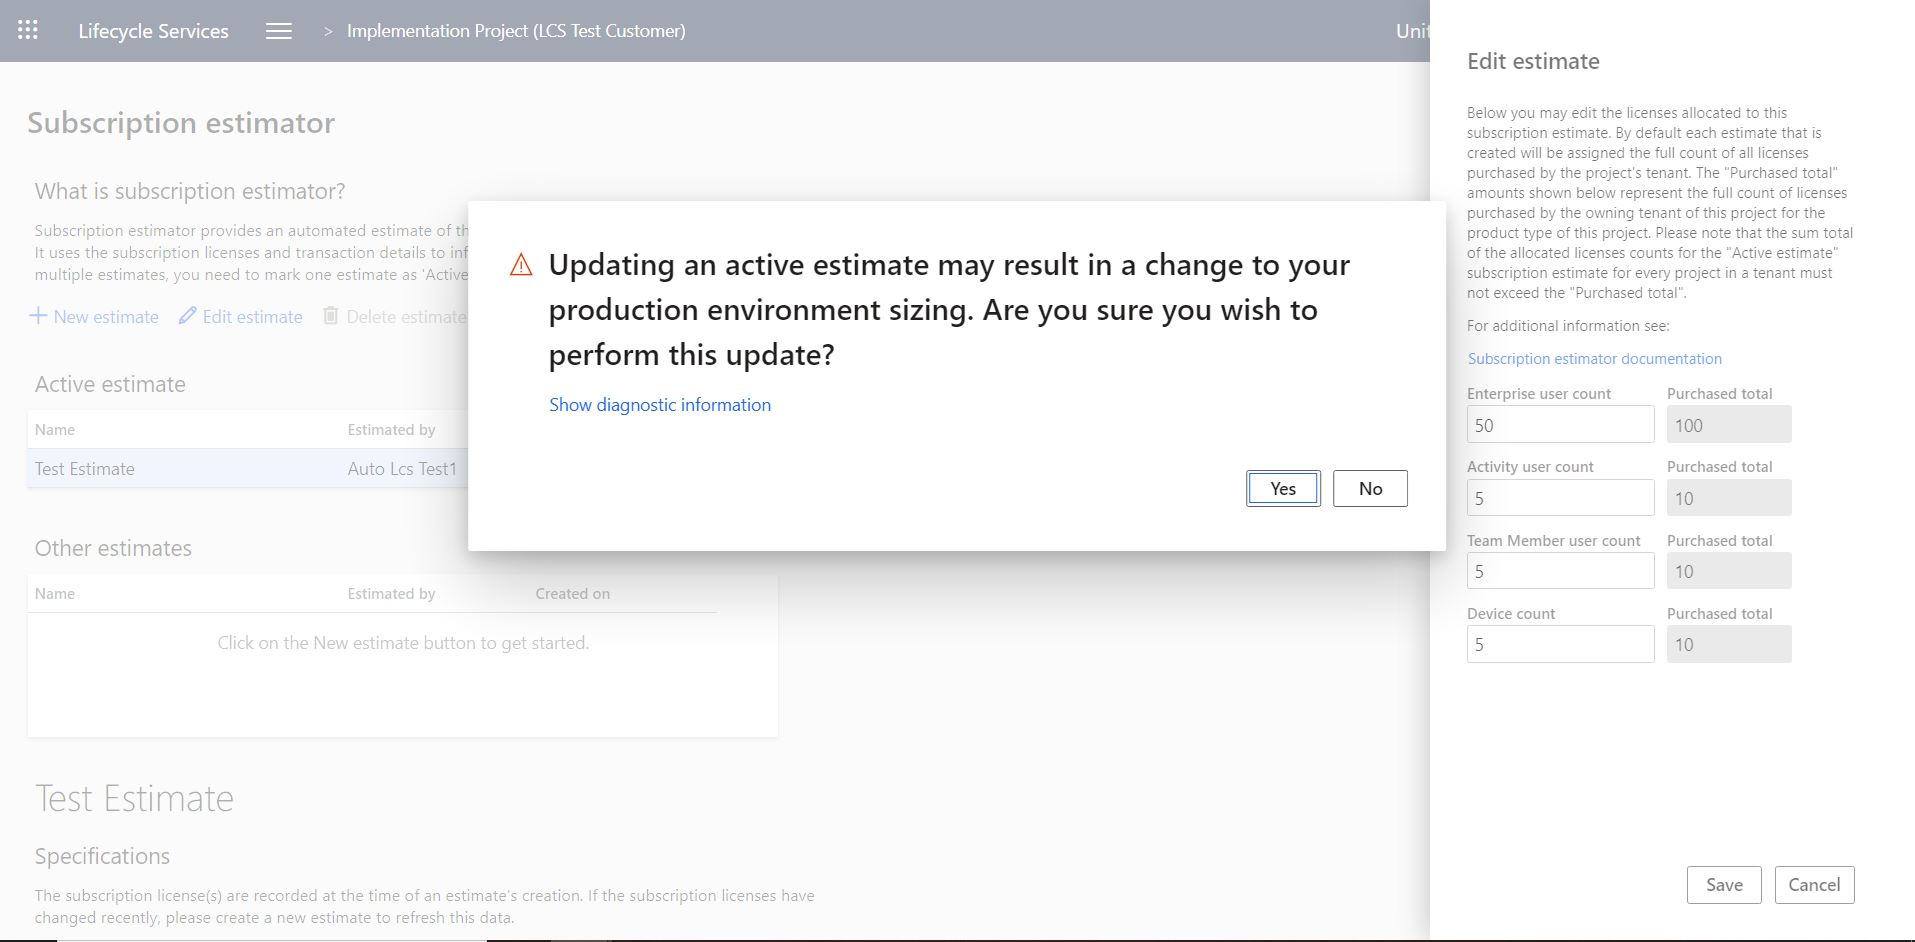 Lifecycle Services
> Implementation Project (LCS Test Customer)
Unit
Subscription estimator
What is subscription estimator?
Subscription estimator provides an automated estimate of th
It uses the subscription licenses and transaction details to inf
multiple estimates, you need to mark one estimate as 'Active
New estimate Edit estimate Delete estimate
Active estimate
Name Estimated by
Test Estimate Auto Lcs Test1
Other estimates
Name Estimated by Created on
Click on the New estimate button to get started.
Test Estimate
Specifications
The subscription license(s) are recorded at the time of an estimate's creation. If the subscription licenses have
changed recently, please create a new estimate to refresh this data.
Updating an active estimate may result in a change to your
production environment sizing. Are you sure you wish to
perform this update?
Show diagnostic information
Yes No
Edit estimate
Below you may edit the licenses allocated to this
subscription estimate. By default each estimate that is
created will be assigned the full count of all licenses
purchased by the project's tenant. The "Purchased total"
amounts shown below represent the full count of licenses
purchased by the owning tenant of this project for the
product type of this project. Please note that the sum total
of the allocated licenses counts for the "Active estimate"
subscription estimate for every project in a tenant must
not exceed the "Purchased total".
For additional information see:
Subscription estimator documentation
Enterprise user count Purchased total
50 100
Activity user count Purchased total
5 10
Team Member user count Purchased total
5 10
Device count Purchased total
5 10
Save Cancel